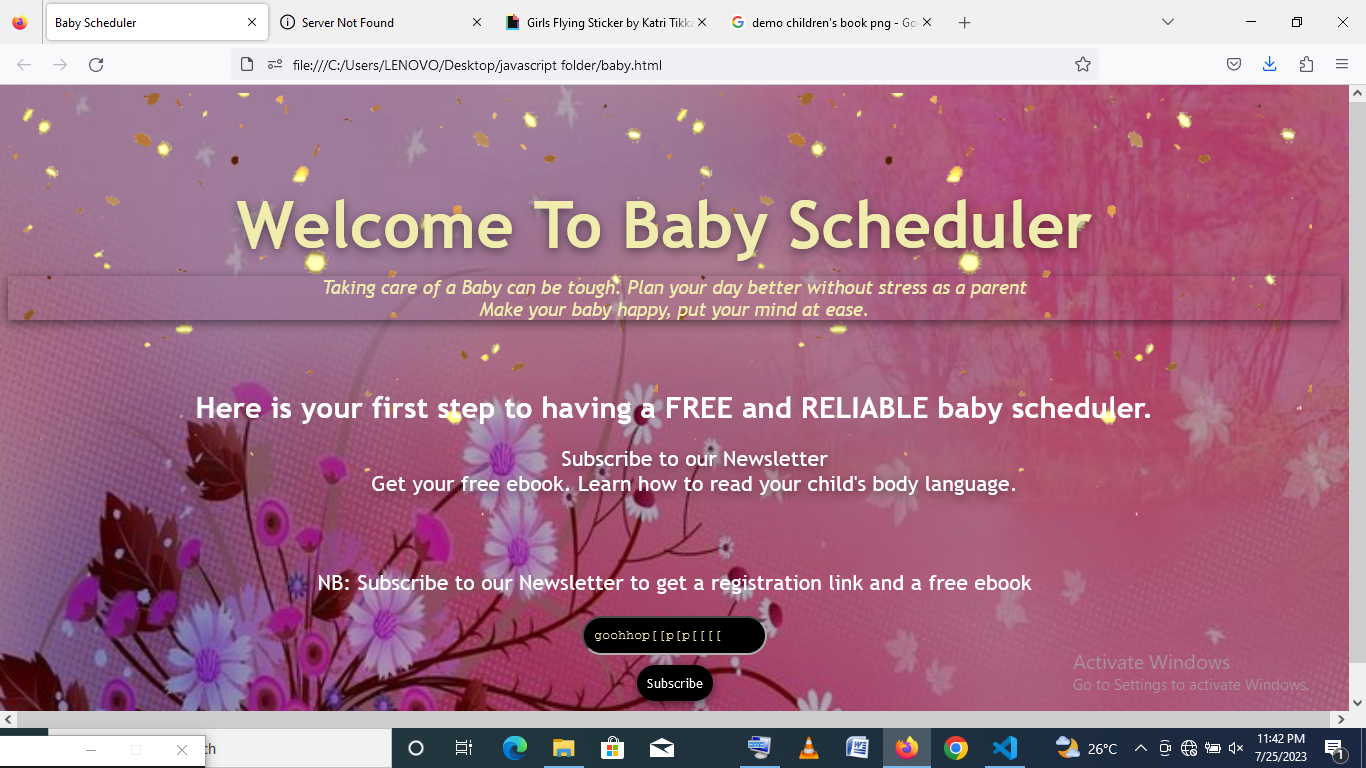 Baby Scheduler
Server Not Found
Girls Flying Sticker by Katri Tikka
demo children's book png - Go
file:///C:/Users/LENOVO/Desktop/javascript folder/baby.html
Welcome To Baby Scheduler
Taking care of a Baby can be tough. Plan your day better without stress as a parent
Make your baby happy, put your mind at ease.
Here is your first step to having a FREE and RELIABLE baby scheduler.
Subscribe to our Newsletter
Get your free ebook. Learn how to read your child's body language.
NB: Subscribe to our Newsletter to get a registration link and a free ebook
goohhop[[p[p[[[[
Subscribe
Activate Windows
Go to Settings to activate Windows.
ch
26°C
11:42 PM
7/25/2023
1